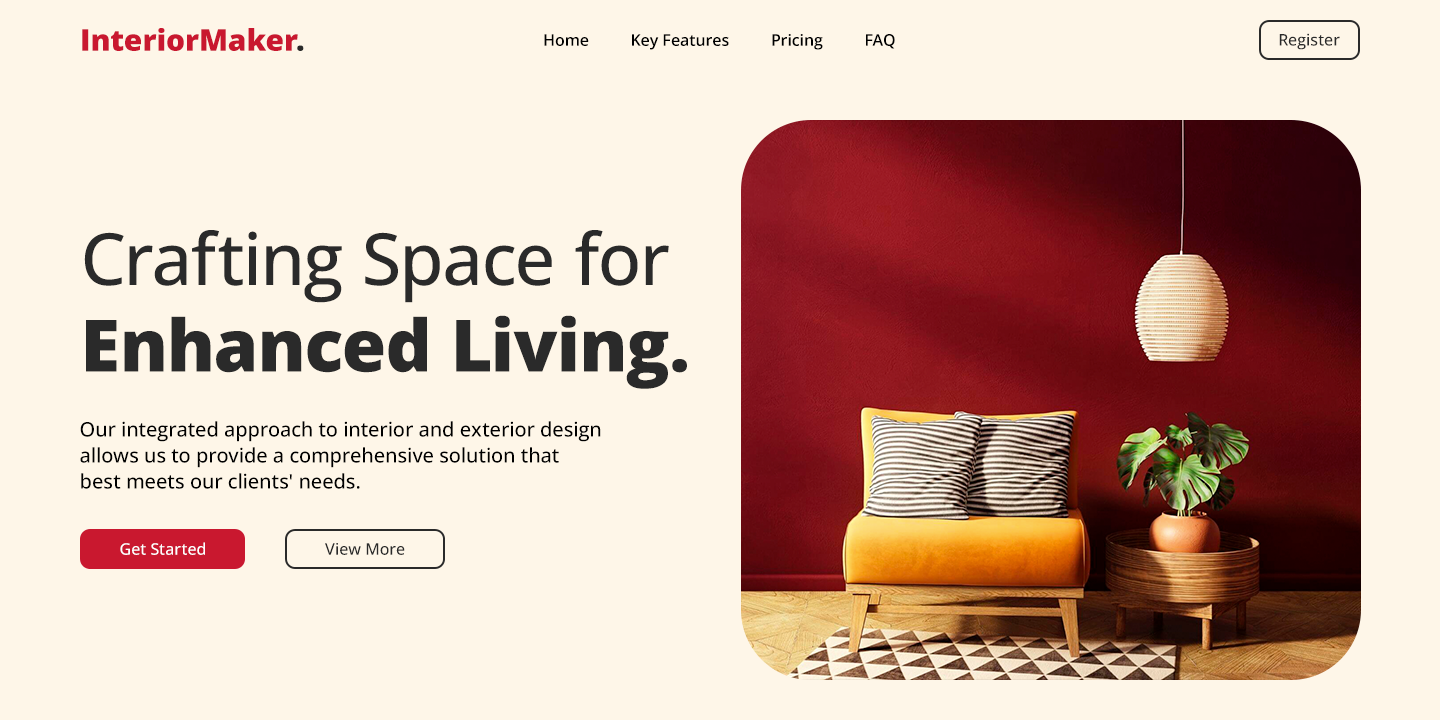 InteriorMaker.
Home Key Features Pricing FAQ
Register
Crafting Space for
Enhanced Living.
Our integrated approach to interior and exterior design
allows us to provide a comprehensive solution that
best meets our clients' needs.
Get Started
View More